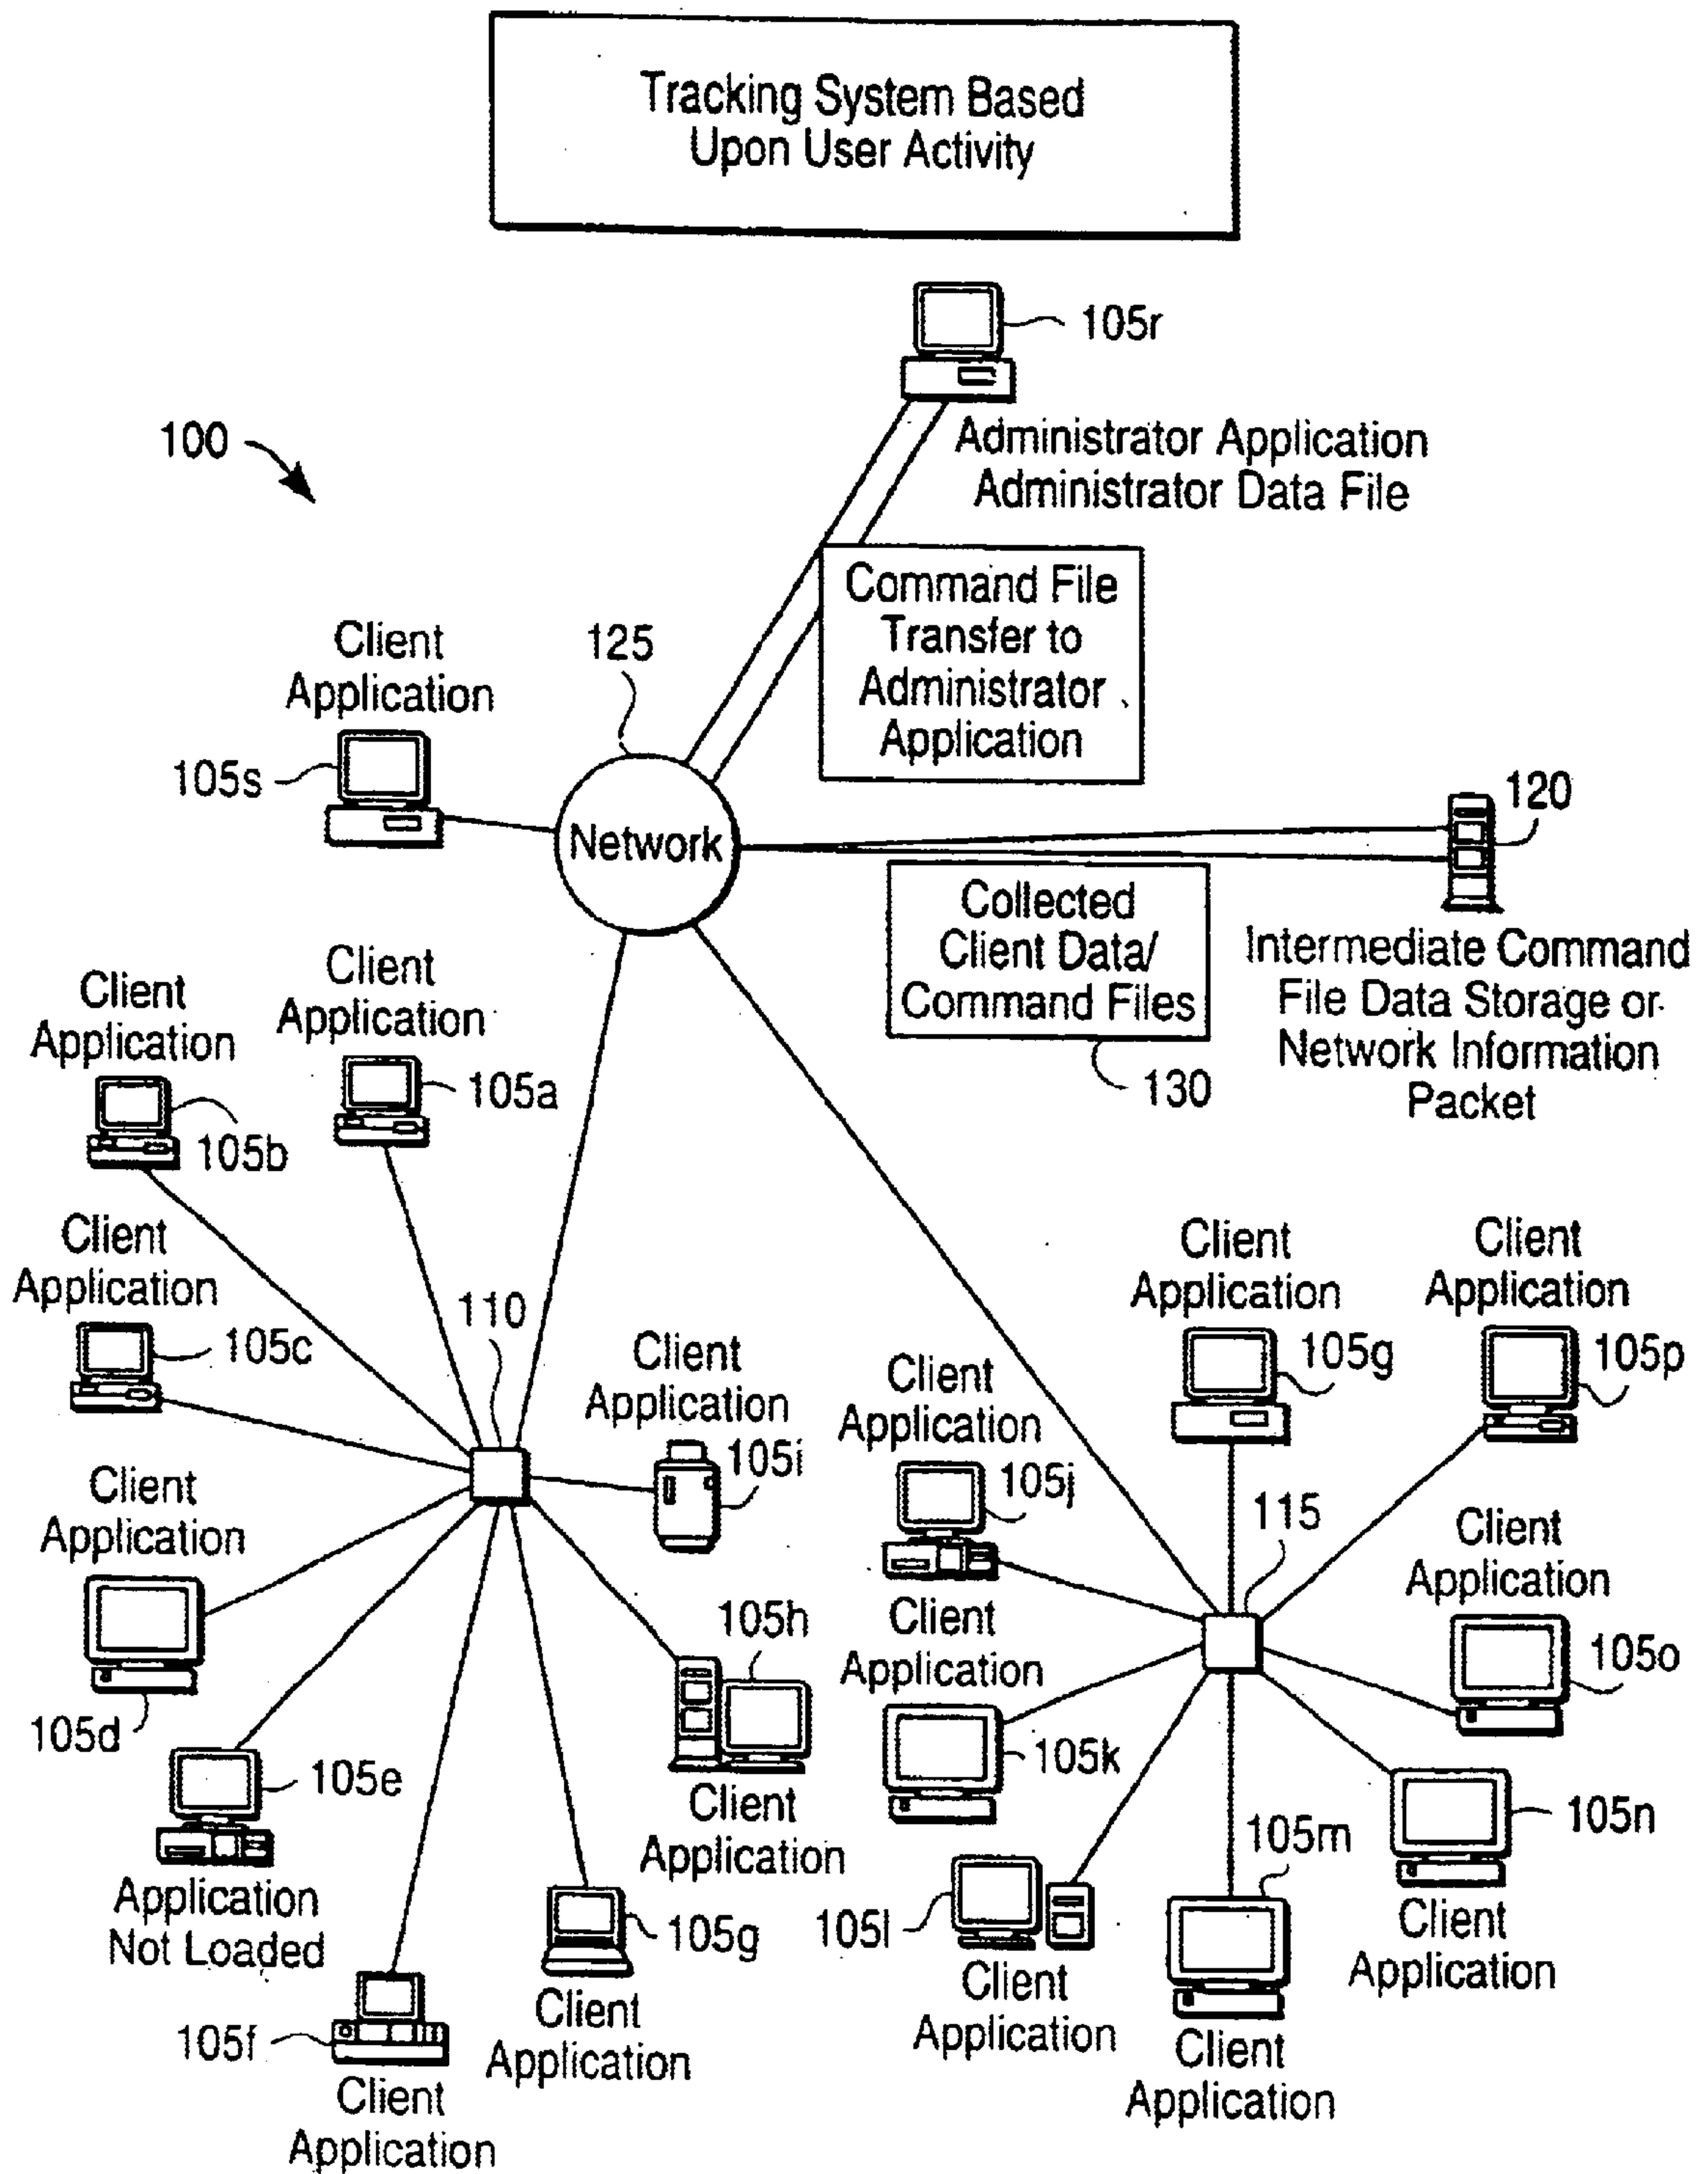 Tracking System Based
Upon User Activity
105r
100
Administrator Application
Administrator Data File
Command File
Transfer to
Administrator
Application
Client
Application
125
105s
Network
120
Collected
Client Data/
Command Files
Intermediate Command
File Data Storage or
Network Information
Packet
130
Client
Application
105b
Client
Application
105a
Client
Application
105c
110
Client
Application
105i
Client
Application
105d
105h
Client
Application
105e
Application
Not Loaded
105g
Client
Application
105f
Client
Application
Client
Application
105g
Client
Application
105p
Client
Application
105j
115
Client
Application
105o
Client
Application
105k
105n
Client
Application
105m
Client
Application
105l
Client
Application